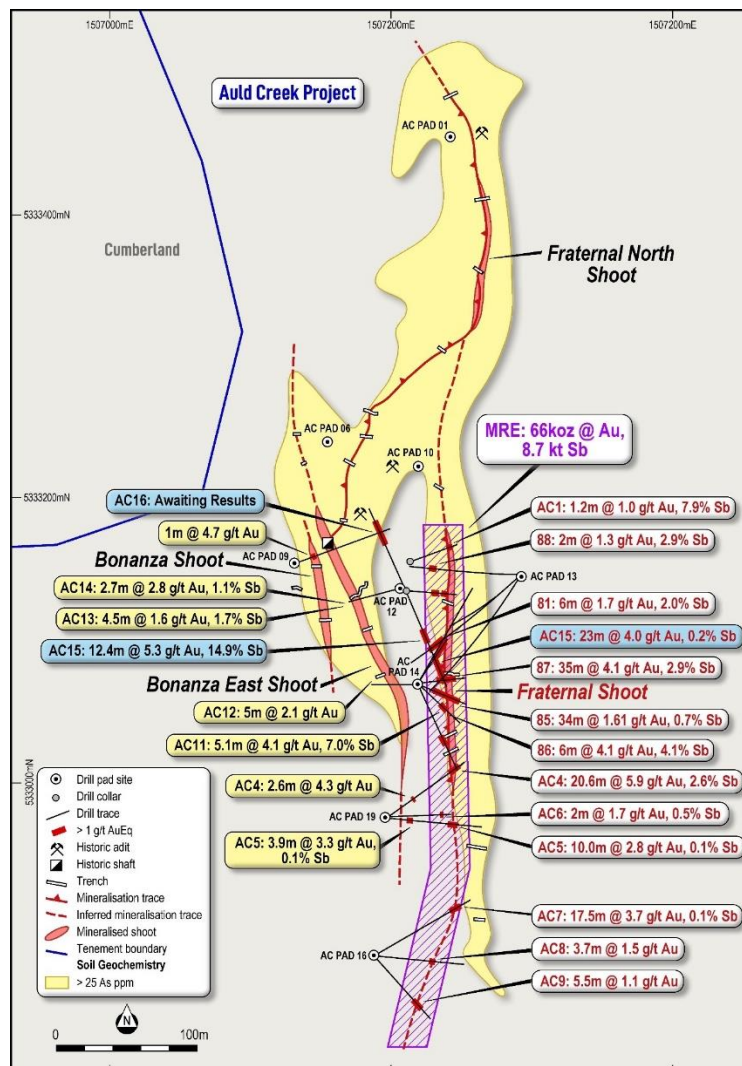 1507000mE
1507200mE
1507200mE
Auld Creek Project
AC PAD 01
5333400mN
Cumberland
Fraternal North
Shoot
AC PAD 06
AC PAD 10
MRE: 66koz @ Au,
8.7 kt Sb
5333200mN
AC16: Awaiting Results
AC1: 1.2m @ 1.0 g/t Au, 7.9% Sb
1m @ 4.7 g/t Au
88: 2m @ 1.3 g/t Au, 2.9% Sb
AC PAD 09
Bonanza Shoot
AC PAD 13
AC14: 2.7m @ 2.8 g/t Au, 1.1% Sb
AC PAD
12
81: 6m @ 1.7 g/t Au, 2.0% Sb
AC13: 4.5m @ 1.6 g/t Au, 1.7% Sb
AC15: 23m @ 4.0 g/t Au, 0.2% Sb
AC15: 12.4m @ 5.3 g/t Au, 14.9% Sb
AC
PAD 14
87: 35m @ 4.1 g/t Au, 2.9% Sb
Bonanza East Shoot
Fraternal Shoot
AC12: 5m @ 2.1 g/t Au
85: 34m @ 1.61 g/t Au, 0.7% Sb
AC11: 5.1m @ 4.1 g/t Au, 7.0% Sb
86: 6m @ 4.1 g/t Au, 4.1% Sb
5333000mN
AC4: 2.6m @ 4.3 g/t Au
AC4: 20.6m @ 5.9 g/t Au, 2.6% Sb
AC PAD 19
AC6: 2m @ 1.7 g/t Au, 0.5% Sb
AC5: 3.9m @ 3.3 g/t Au,
0.1% Sb
AC5: 10.0m @ 2.8 g/t Au, 0.1% Sb
AC7: 17.5m @ 3.7 g/t Au, 0.1% Sb
AC PAD 16
AC8: 3.7m @ 1.5 g/t Au
AC9: 5.5m @ 1.1 g/t Au
Drill pad site
Drill collar
Drill trace
> 1 g/t AuEq
Historic adit
Historic shaft
Trench
Mineralisation trace
Inferred mineralisation trace
Mineralised shoot
Tenement boundary
Soil Geochemistry
> 25 As ppm
N
0
100m